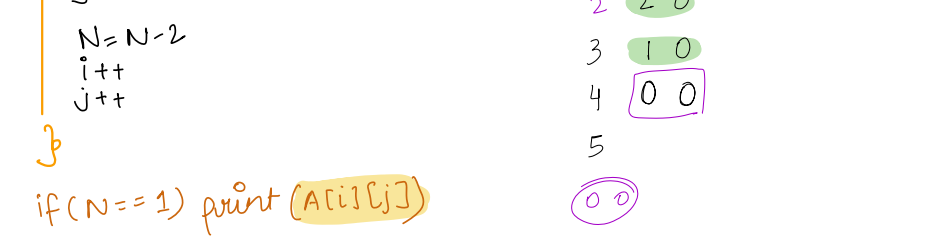 2 2 0
N=N-2
3 1 0
i++
j++
4 0 0
}
5
if(N==1) print(A[i][j])
0 0